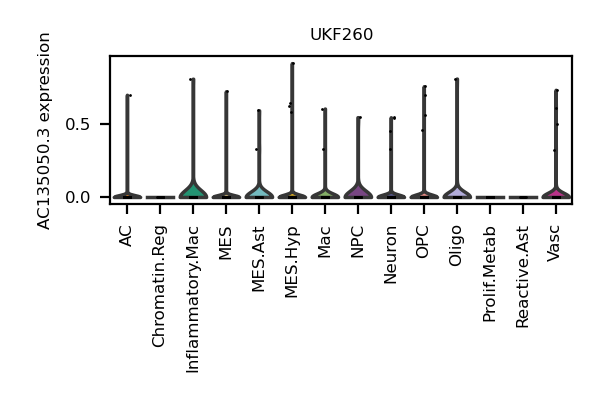 UKF260
AC135050.3 expression
0.5
0.0
AC
Chromatin.Reg
Inflammatory.Mac
MES
MES.Ast
MES.Hyp
Mac
NPC
Neuron
OPC
Oligo
Prolif.Metab
Reactive.Ast
Vasc